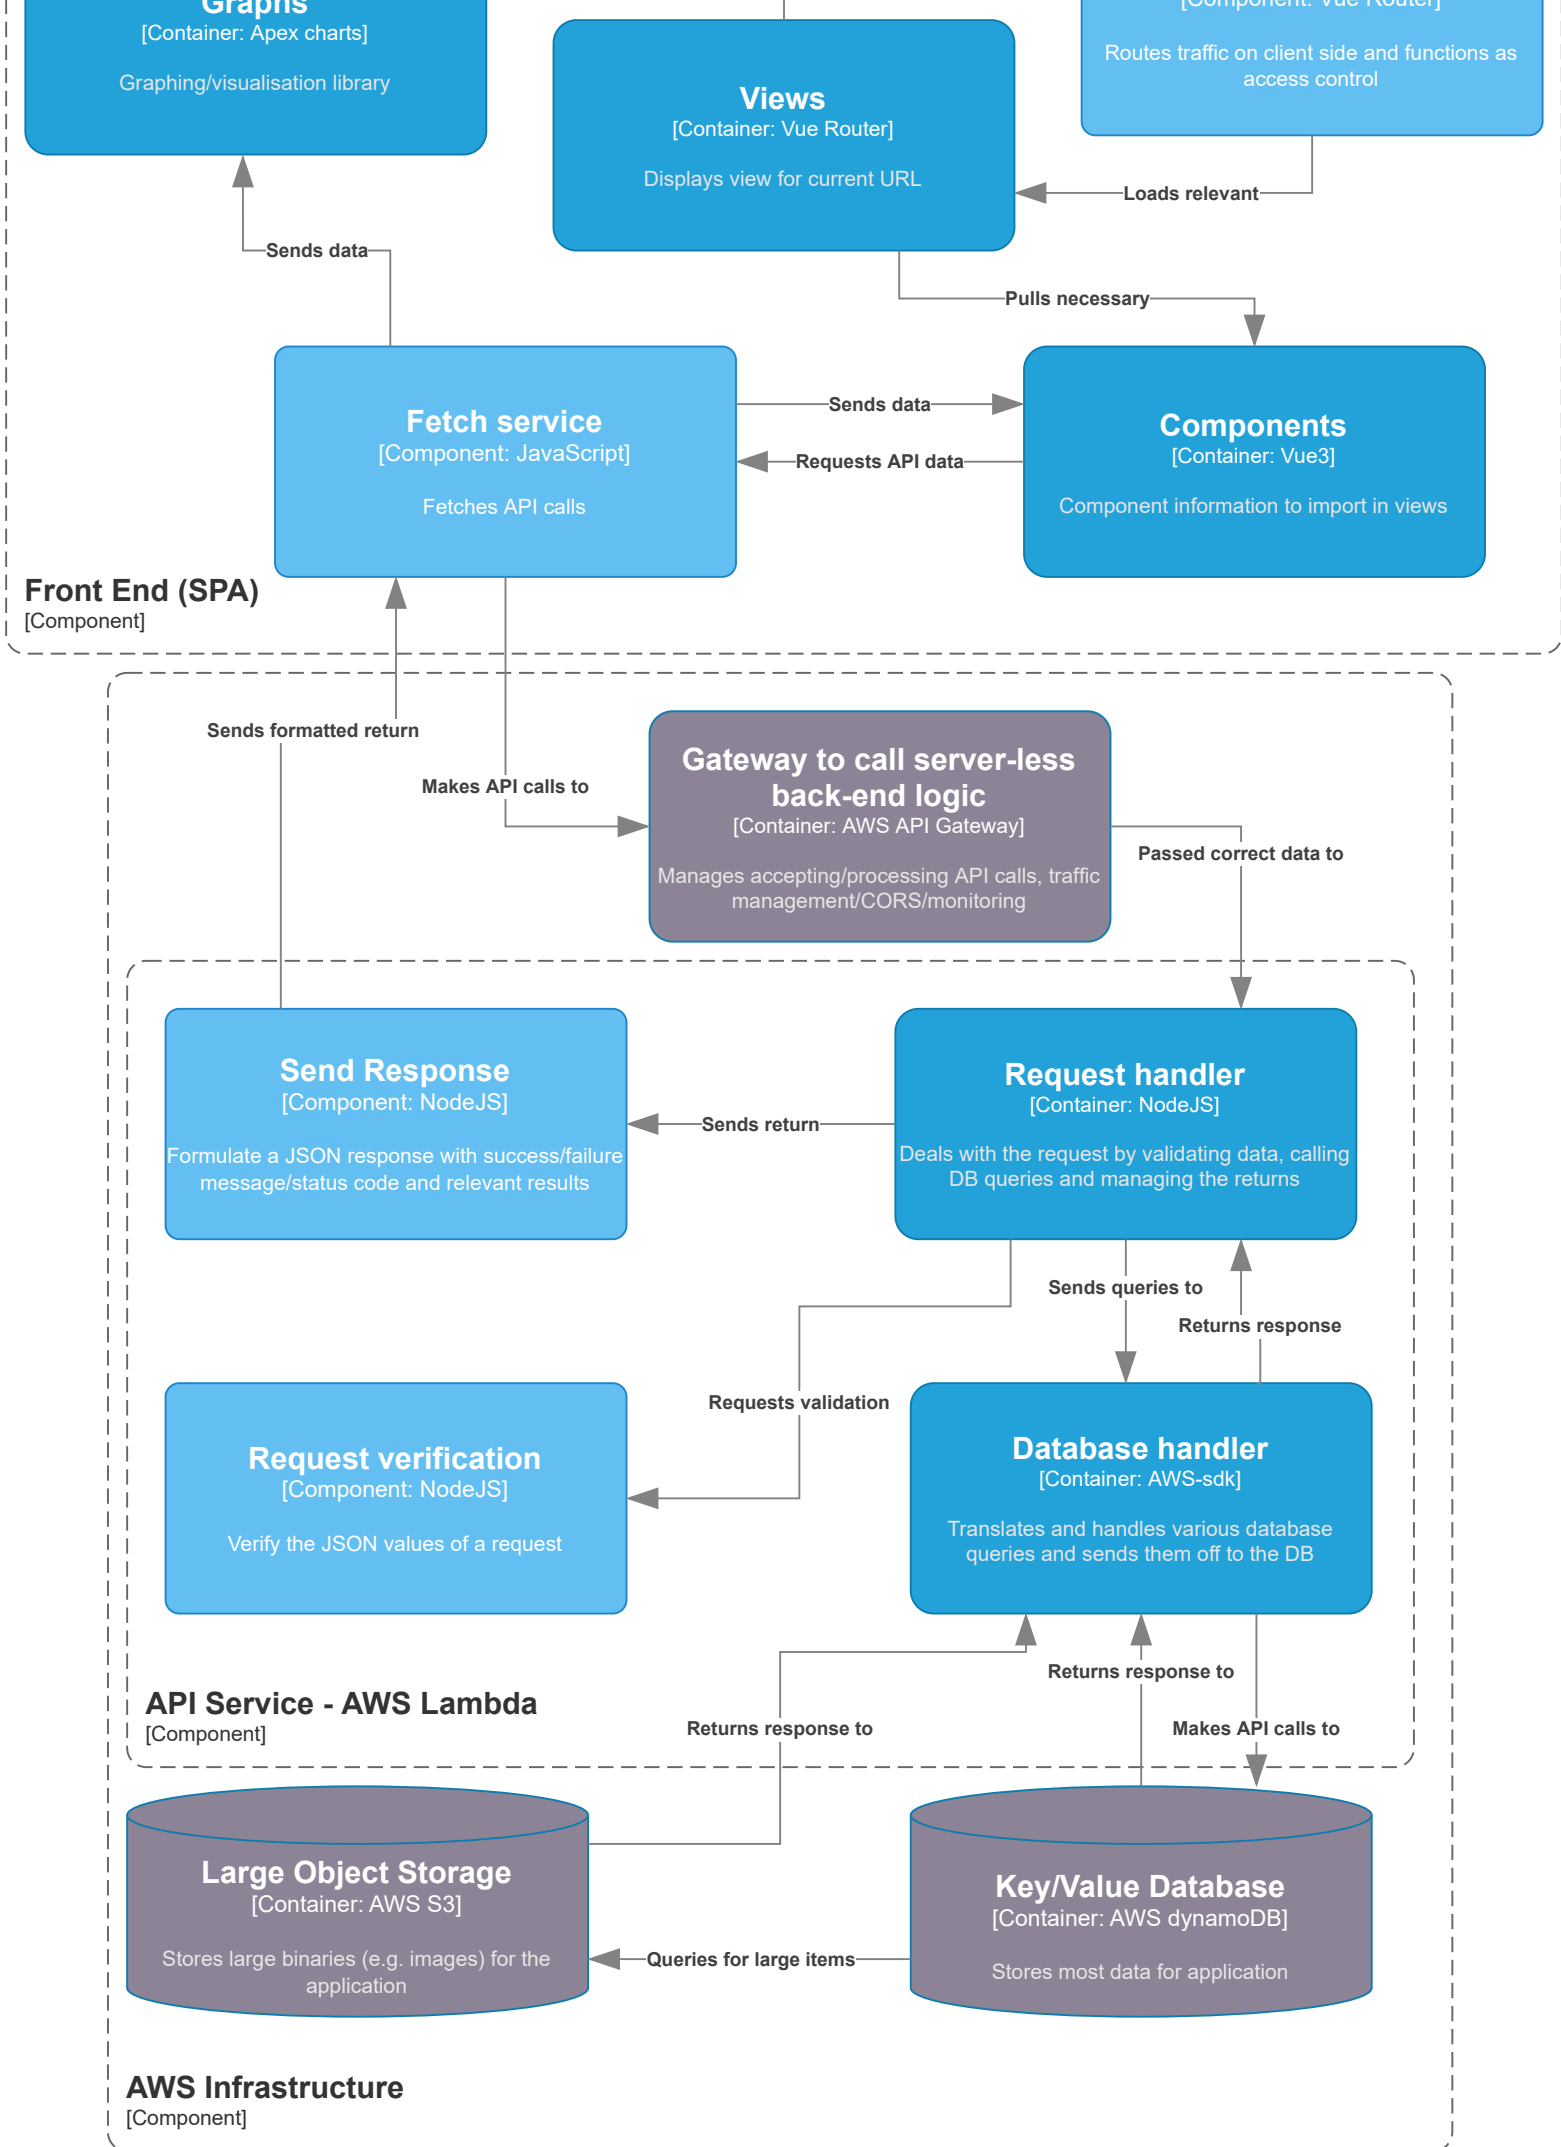 Graphs
[Container: Apex charts]
Graphing/visualisation library
Views
[Container: Vue Router]
Displays view for current URL
[Component: Vue Router]
Routes traffic on client side and functions as
access control
Loads relevant
Sends data
Pulls necessary
Fetch service
[Component: JavaScript]
Fetches API calls
Sends data
Requests API data
Components
[Container: Vue3]
Component information to import in views
Front End (SPA)
[Component]
Sends formatted return
Makes API calls to
Gateway to call server-less
back-end logic
[Container: AWS API Gateway]
Manages accepting/processing API calls, traffic
management/CORS/monitoring
Passed correct data to
Send Response
[Component: NodeJS]
Formulate a JSON response with success/failure
message/status code and relevant results
Sends return
Request handler
[Container: NodeJS]
Deals with the request by validating data, calling
DB queries and managing the returns
Sends queries to
Returns response
Requests validation
Request verification
[Component: NodeJS]
Verify the JSON values of a request
Database handler
[Container: AWS-sdk]
Translates and handles various database
queries and sends them off to the DB
Returns response to
Returns response to
Makes API calls to
API Service - AWS Lambda
[Component]
Large Object Storage
[Container: AWS S3]
Stores large binaries (e.g. images) for the
application
Queries for large items
Key/Value Database
[Container: AWS dynamoDB]
Stores most data for application
AWS Infrastructure
[Component]